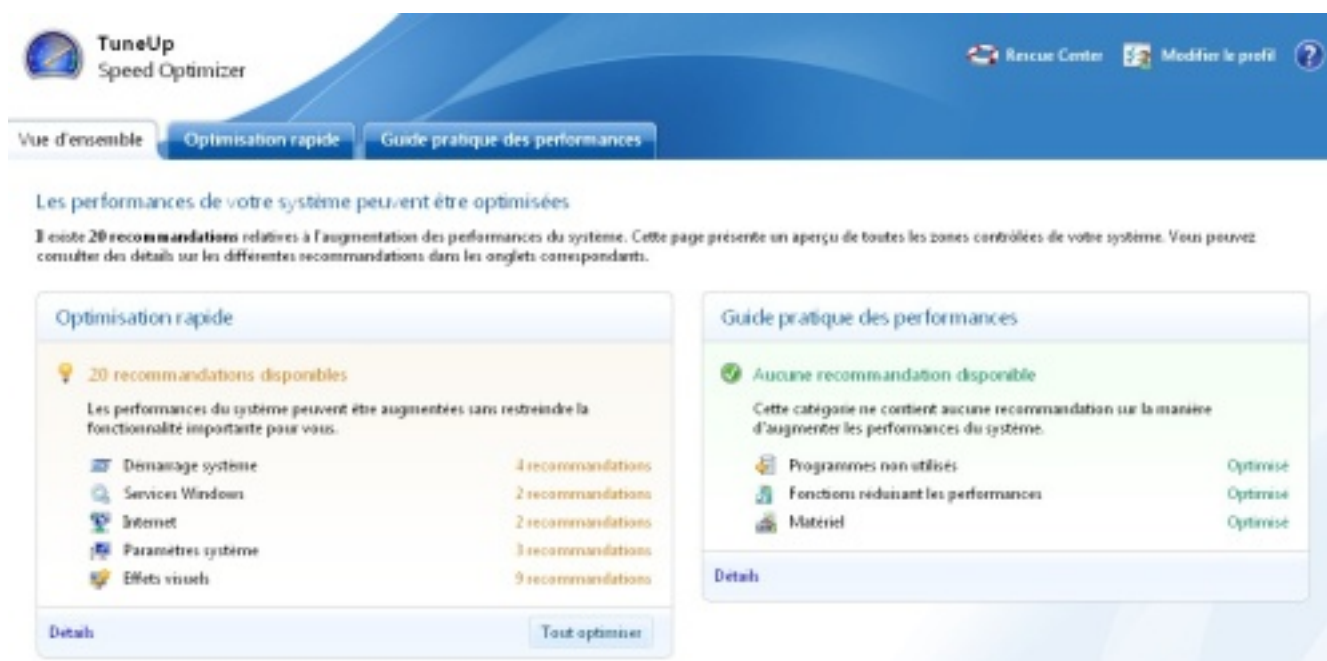 TuneUp
Speed Optimizer
Rescue Center
Modifier le profil
?
Vue d'ensemble
Optimisation rapide
Guide pratique des performances
Les performances de votre système peuvent être optimisées
Il existe 20 recommandations relatives à l'augmentation des performances du système. Cette page présente un aperçu de toutes les zones contrôlées de votre système. Vous pouvez
consulter des détails sur les différentes recommandations dans les onglets correspondants.
Optimisation rapide
20 recommandations disponibles
Les performances du système peuvent être augmentées sans restreindre la
fonctionnalité importante pour vous.
Démarrage système 4 recommandations
Services Windows 2 recommandations
Internet 2 recommandations
Paramètres système 3 recommandations
Effets visuels 9 recommandations
Détails
Tout optimiser
Guide pratique des performances
Aucune recommandation disponible
Cette catégorie ne contient aucune recommandation sur la manière
d'augmenter les performances du système.
Programmes non utilisés Optimisé
Fonctions réduisant les performances Optimisé
Matériel Optimisé
Détails